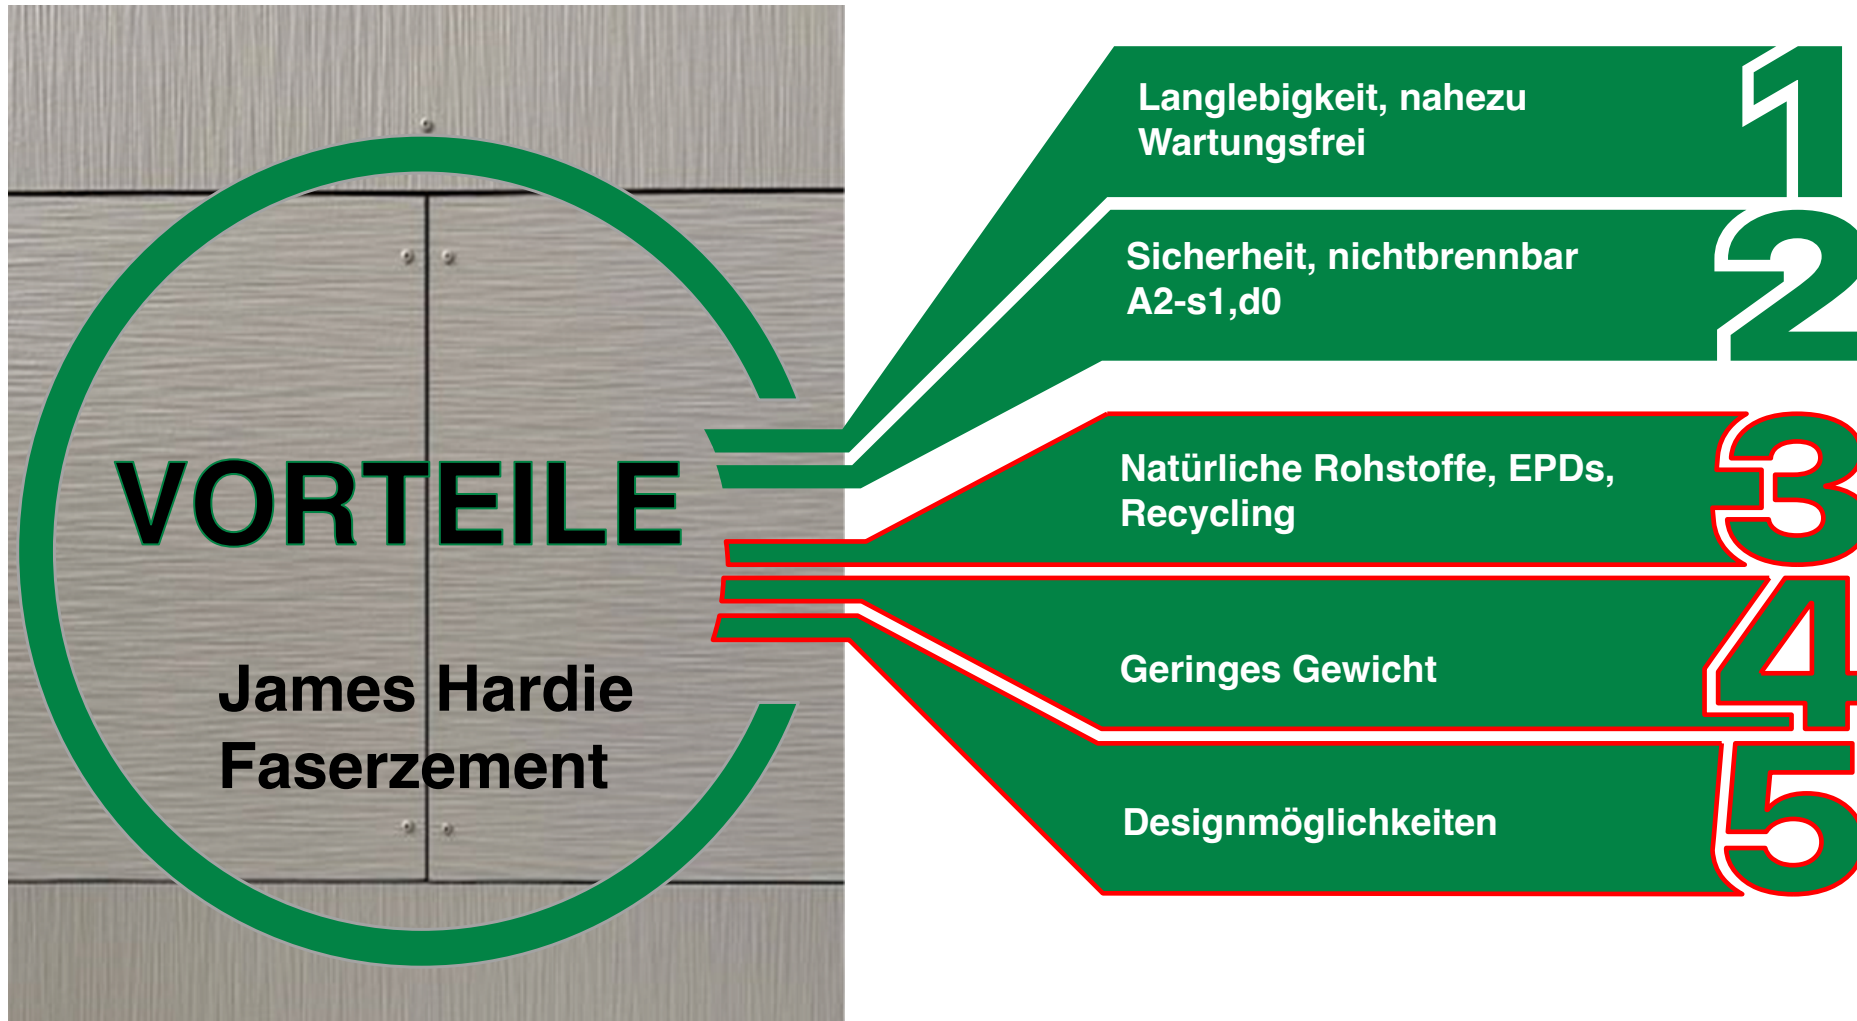 VORTEILE
James Hardie
Faserzement
Langlebigkeit, nahezu
Wartungsfrei
1
Sicherheit, nichtbrennbar
A2-s1,d0
2
Natürliche Rohstoffe, EPDs,
Recycling
3
Geringes Gewicht
4
Designmöglichkeiten
5